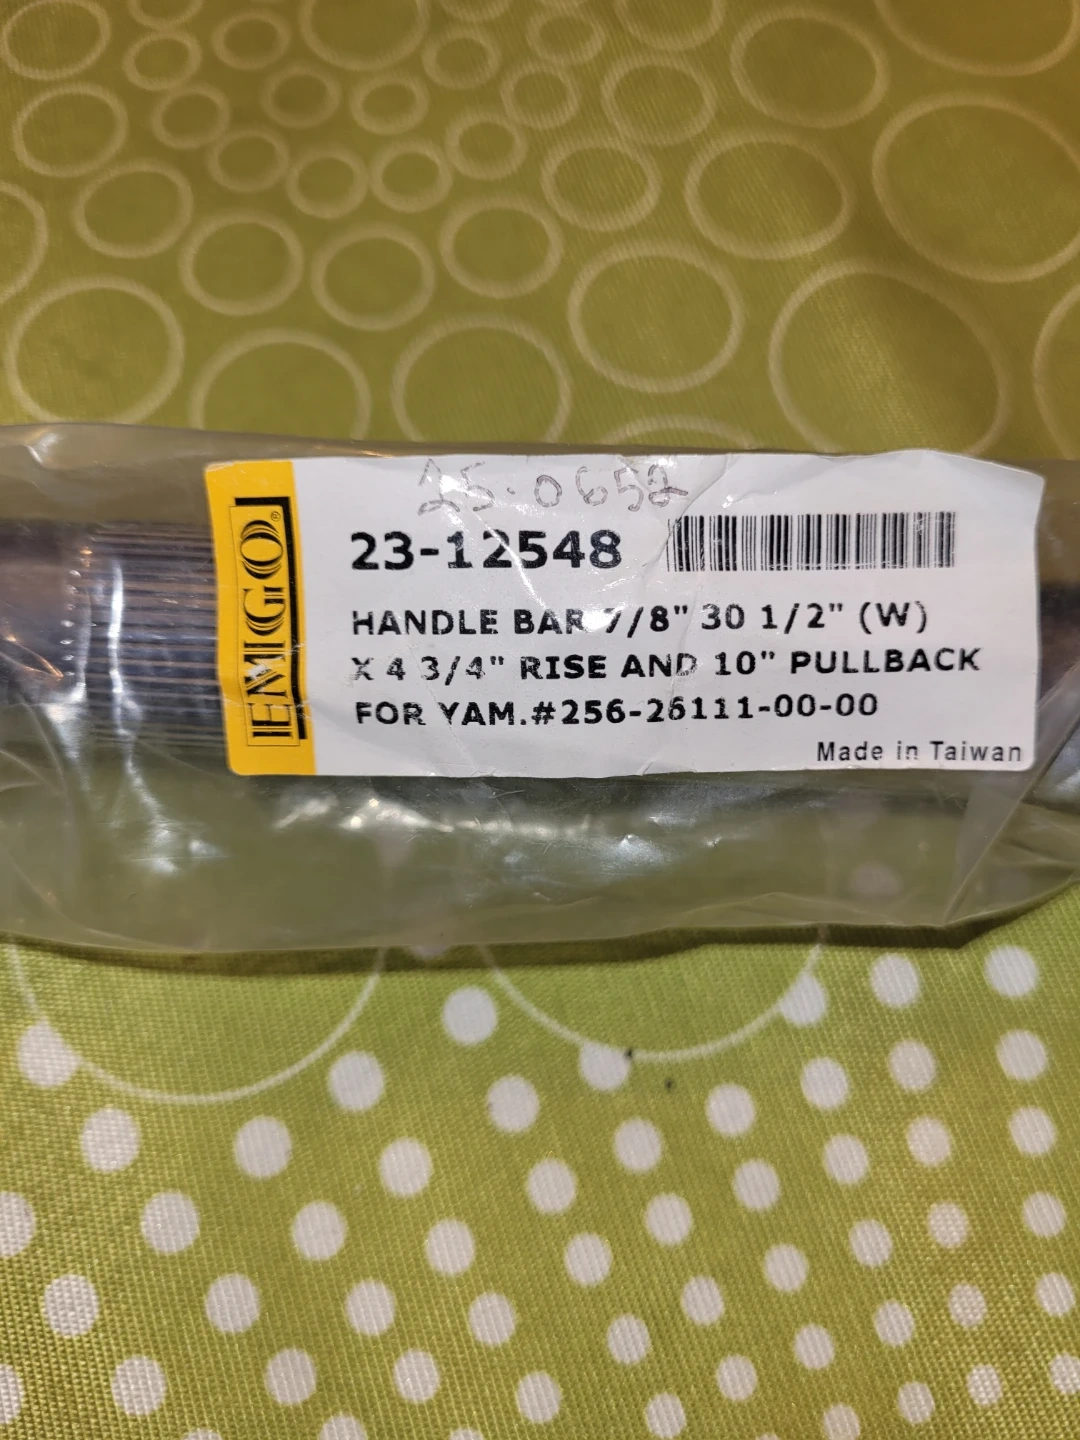 25-0652
23-12548
HANDLE BAR 7/8" 30 1/2" (W)
X 4 3/4" RISE AND 10" PULLBACK
FOR YAM.#256-26111-00-00
Made in Taiwan
EMGO®